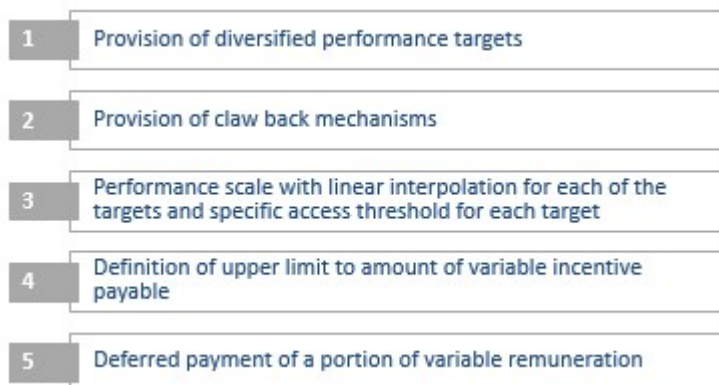 1
Provision of diversified performance targets
2
Provision of claw back mechanisms
3
Performance scale with linear interpolation for each of the
targets and specific access threshold for each target
4
Definition of upper limit to amount of variable incentive
payable
5
Deferred payment of a portion of variable remuneration